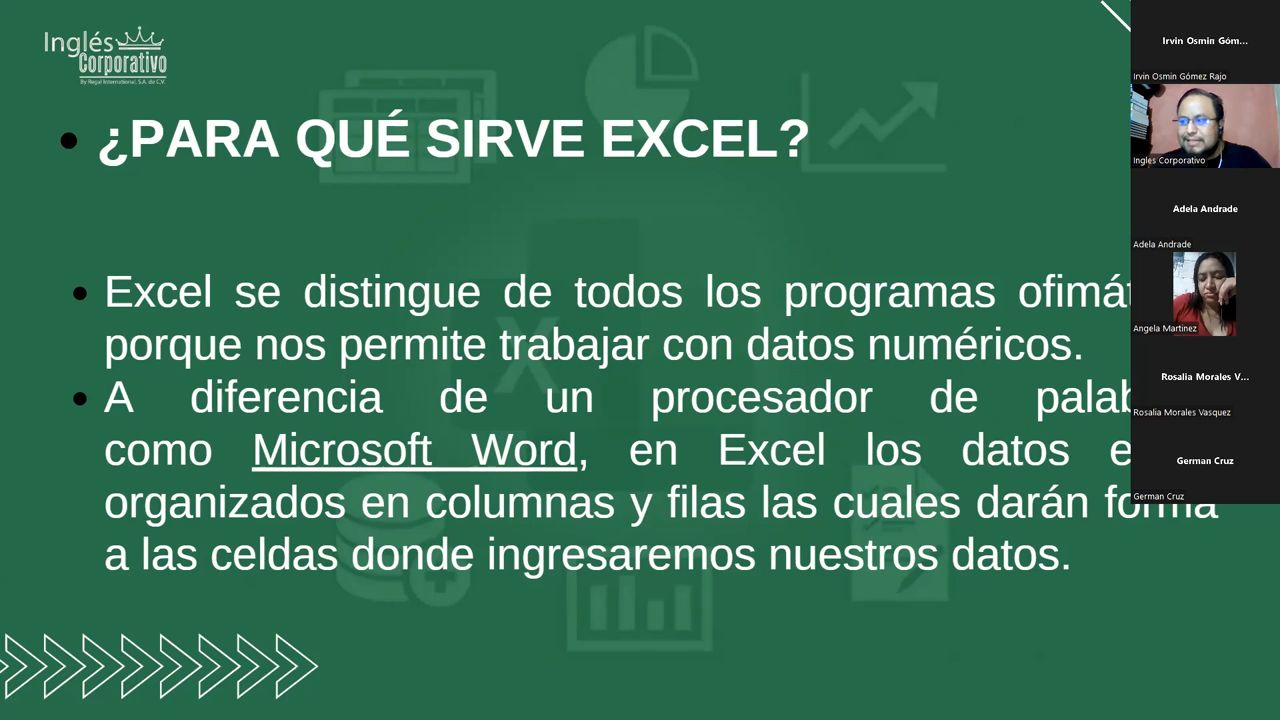 Inglés
Corporativo
By Regui International, S.A. de C.V.
¿PARA QUÉ SIRVE EXCEL?
Excel se distingue de todos los programas
porque nos permite trabajar con datos numéricos.
A diferencia de un procesador de
como Microsoft Word, en Excel los datos
organizados en columnas y filas las cuales darán forma
a las celdas donde ingresaremos nuestros datos.
Irvin Osmin Góm...
Irvin Osmin Gómez Rajo
Ingles Corporativo
Adela Andrade
Adela Andrade
Angela Martinez
Rosalia Morales V...
Rosalia Morales Vasquez
German Cruz
German Cruz